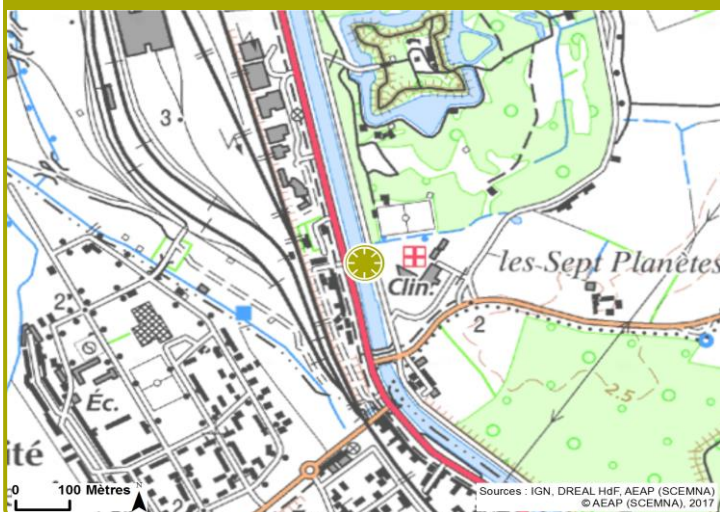 3
les Sept Planètes
Clin.
2
2
2.5
Éc.
ité
0 100 Mètres
N
2
Sources : IGN, DREAL HdF, AEAP (SCEMNA)
© AEAP (SCEMNA), 2017